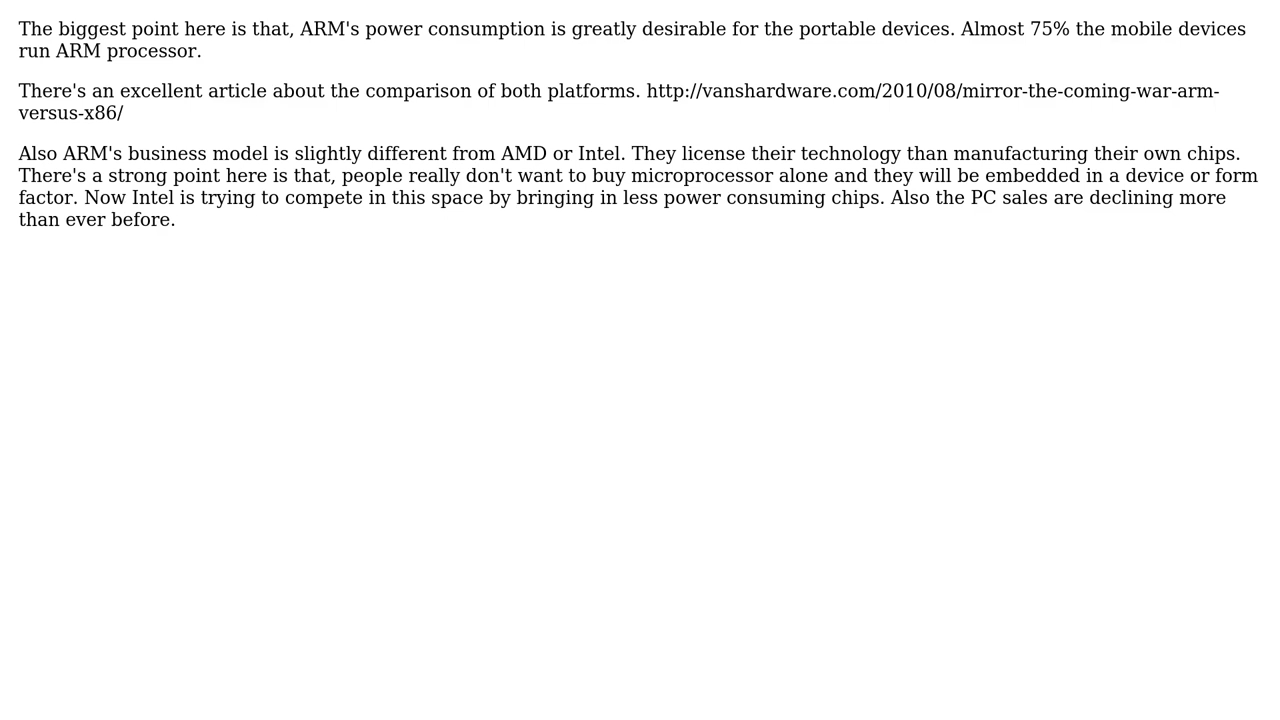 The biggest point here is that, ARM's power consumption is greatly desirable for the portable devices. Almost 75% the mobile devices
run ARM processor.
There's an excellent article about the comparison of both platforms. http://vanshardware.com/2010/08/mirror-the-coming-war-arm-
versus-x86/
Also ARM's business model is slightly different from AMD or Intel. They license their technology than manufacturing their own chips.
There's a strong point here is that, people really don't want to buy microprocessor alone and they will be embedded in a device or form
factor. Now Intel is trying to compete in this space by bringing in less power consuming chips. Also the PC sales are declining more
than ever before.